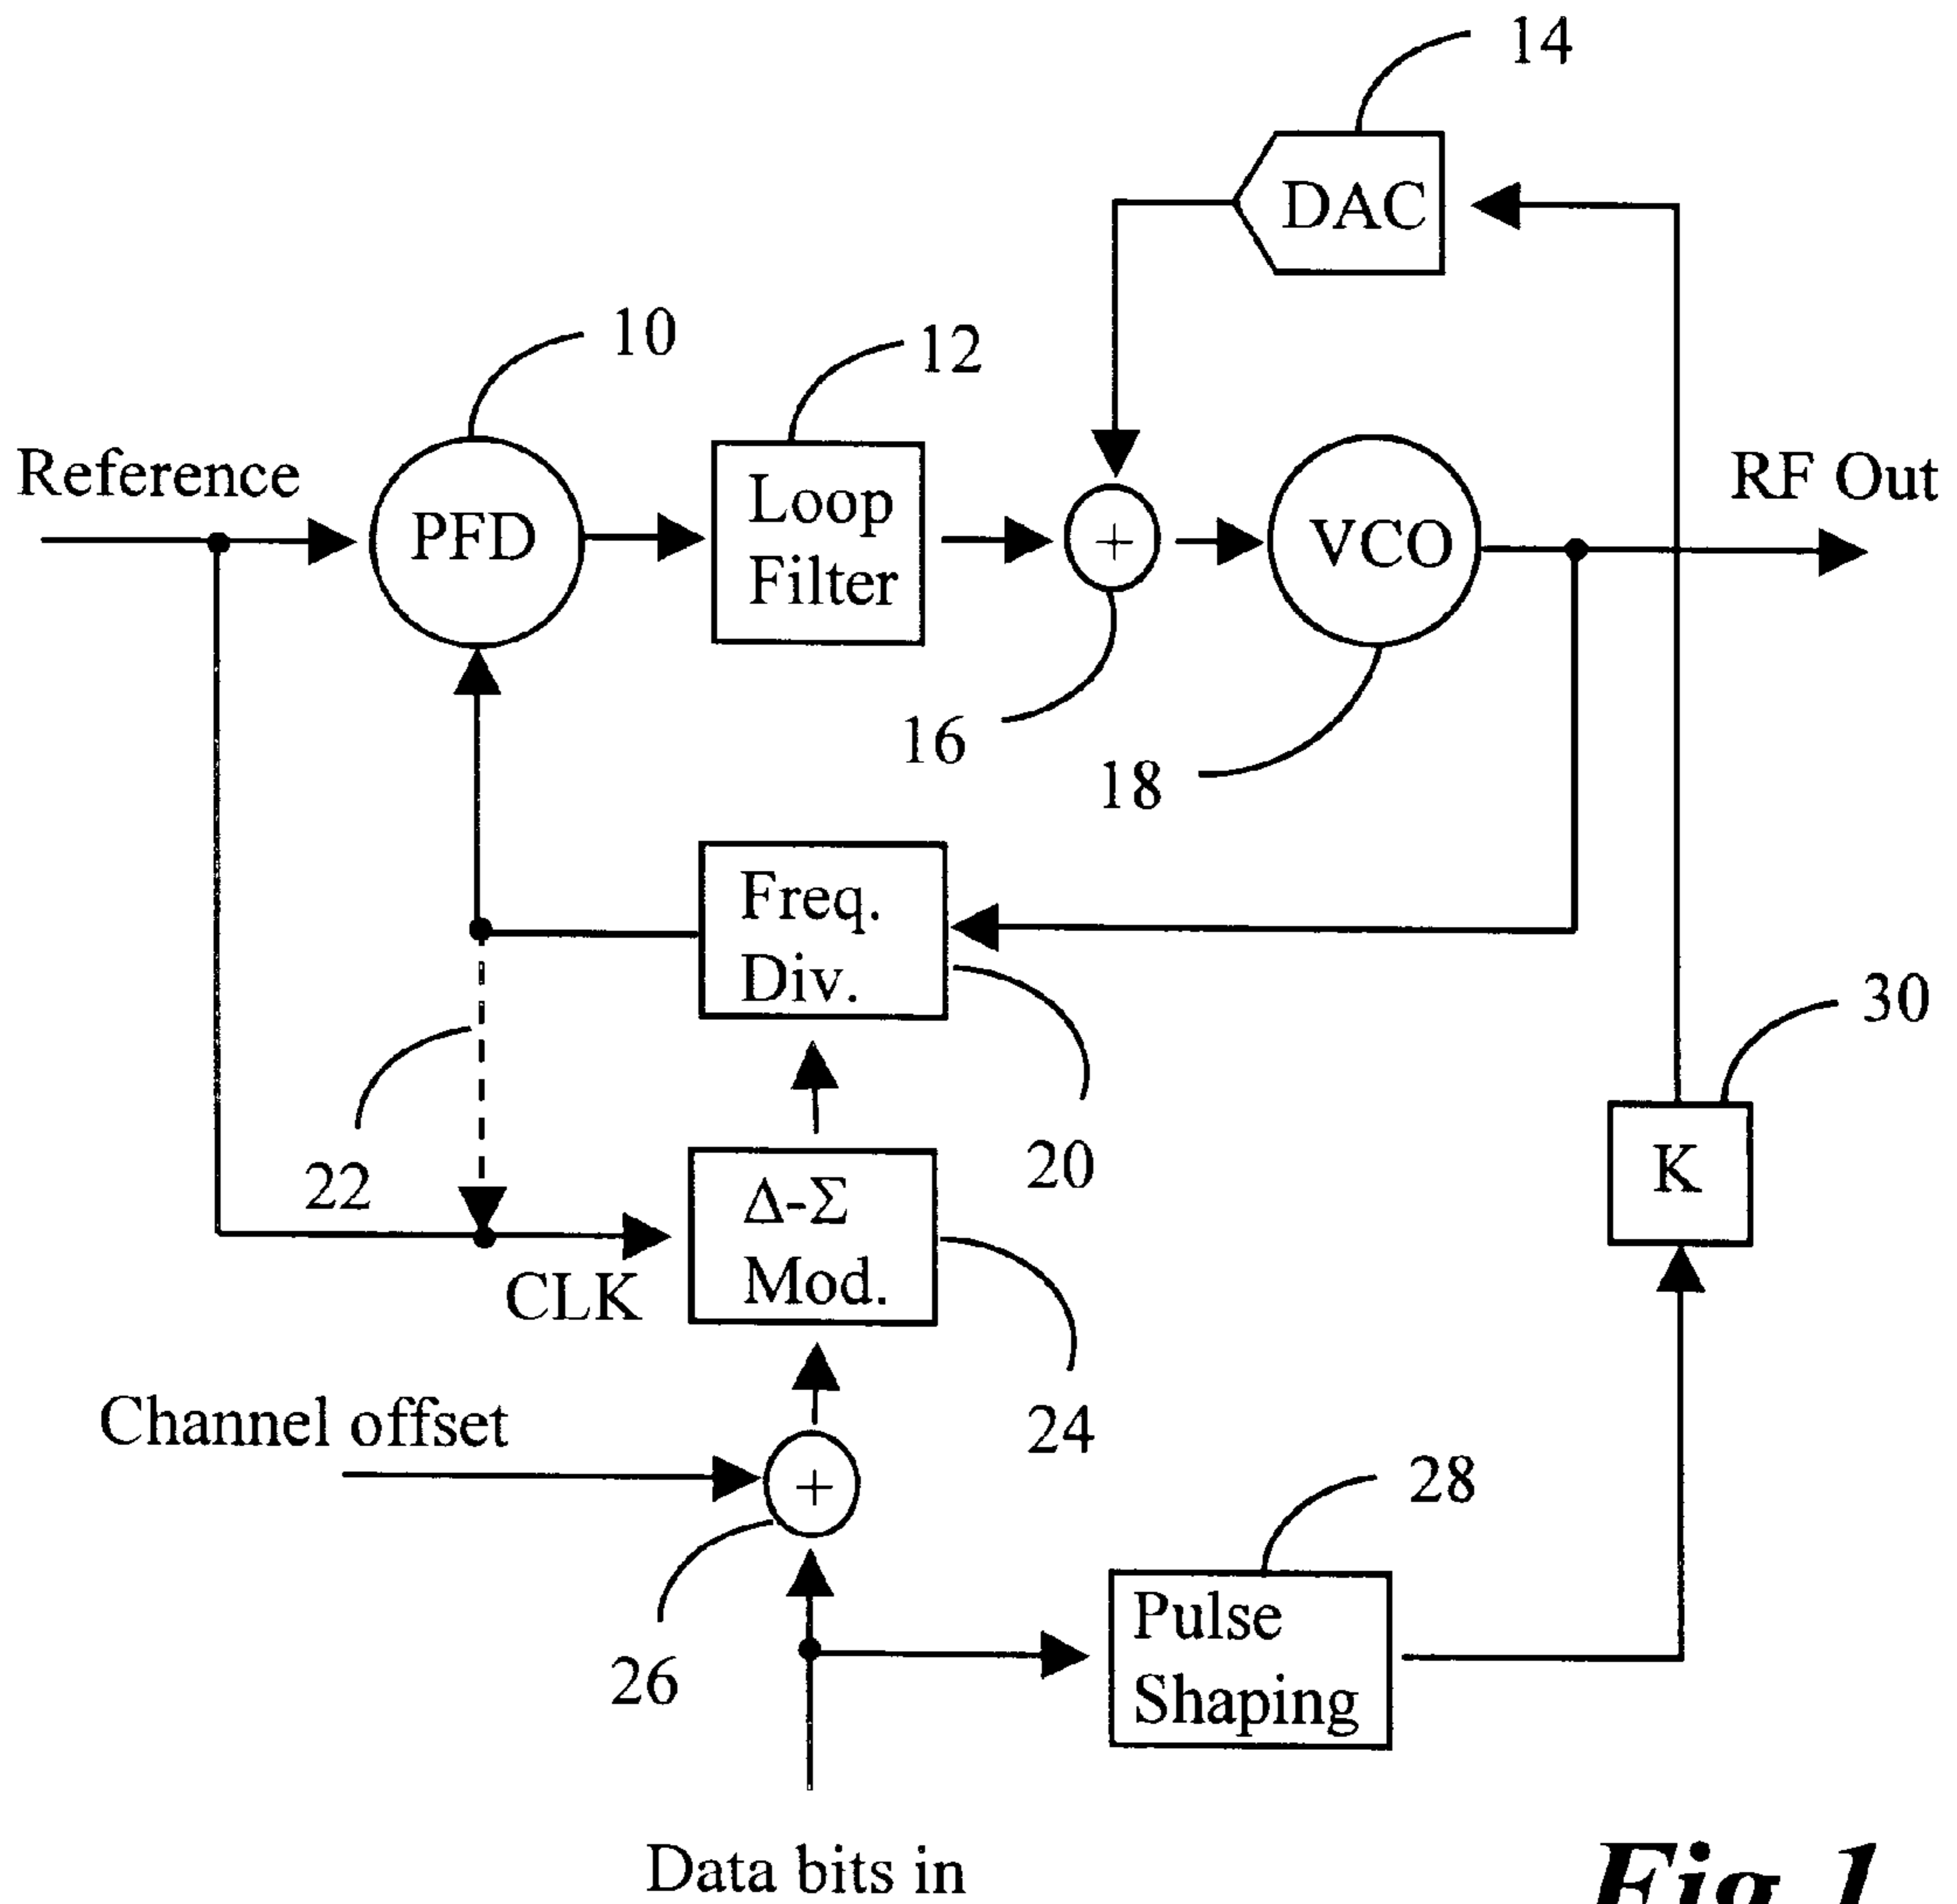 14
DAC
10
12
Reference
PFD
Loop
Filter
+
VCO
RF Out
16
18
Freq.
Div.
30
22
20
K
Δ-Σ
Mod.
CLK
Channel offset
24
+
28
26
Pulse
Shaping
Data bits in
Fig 1